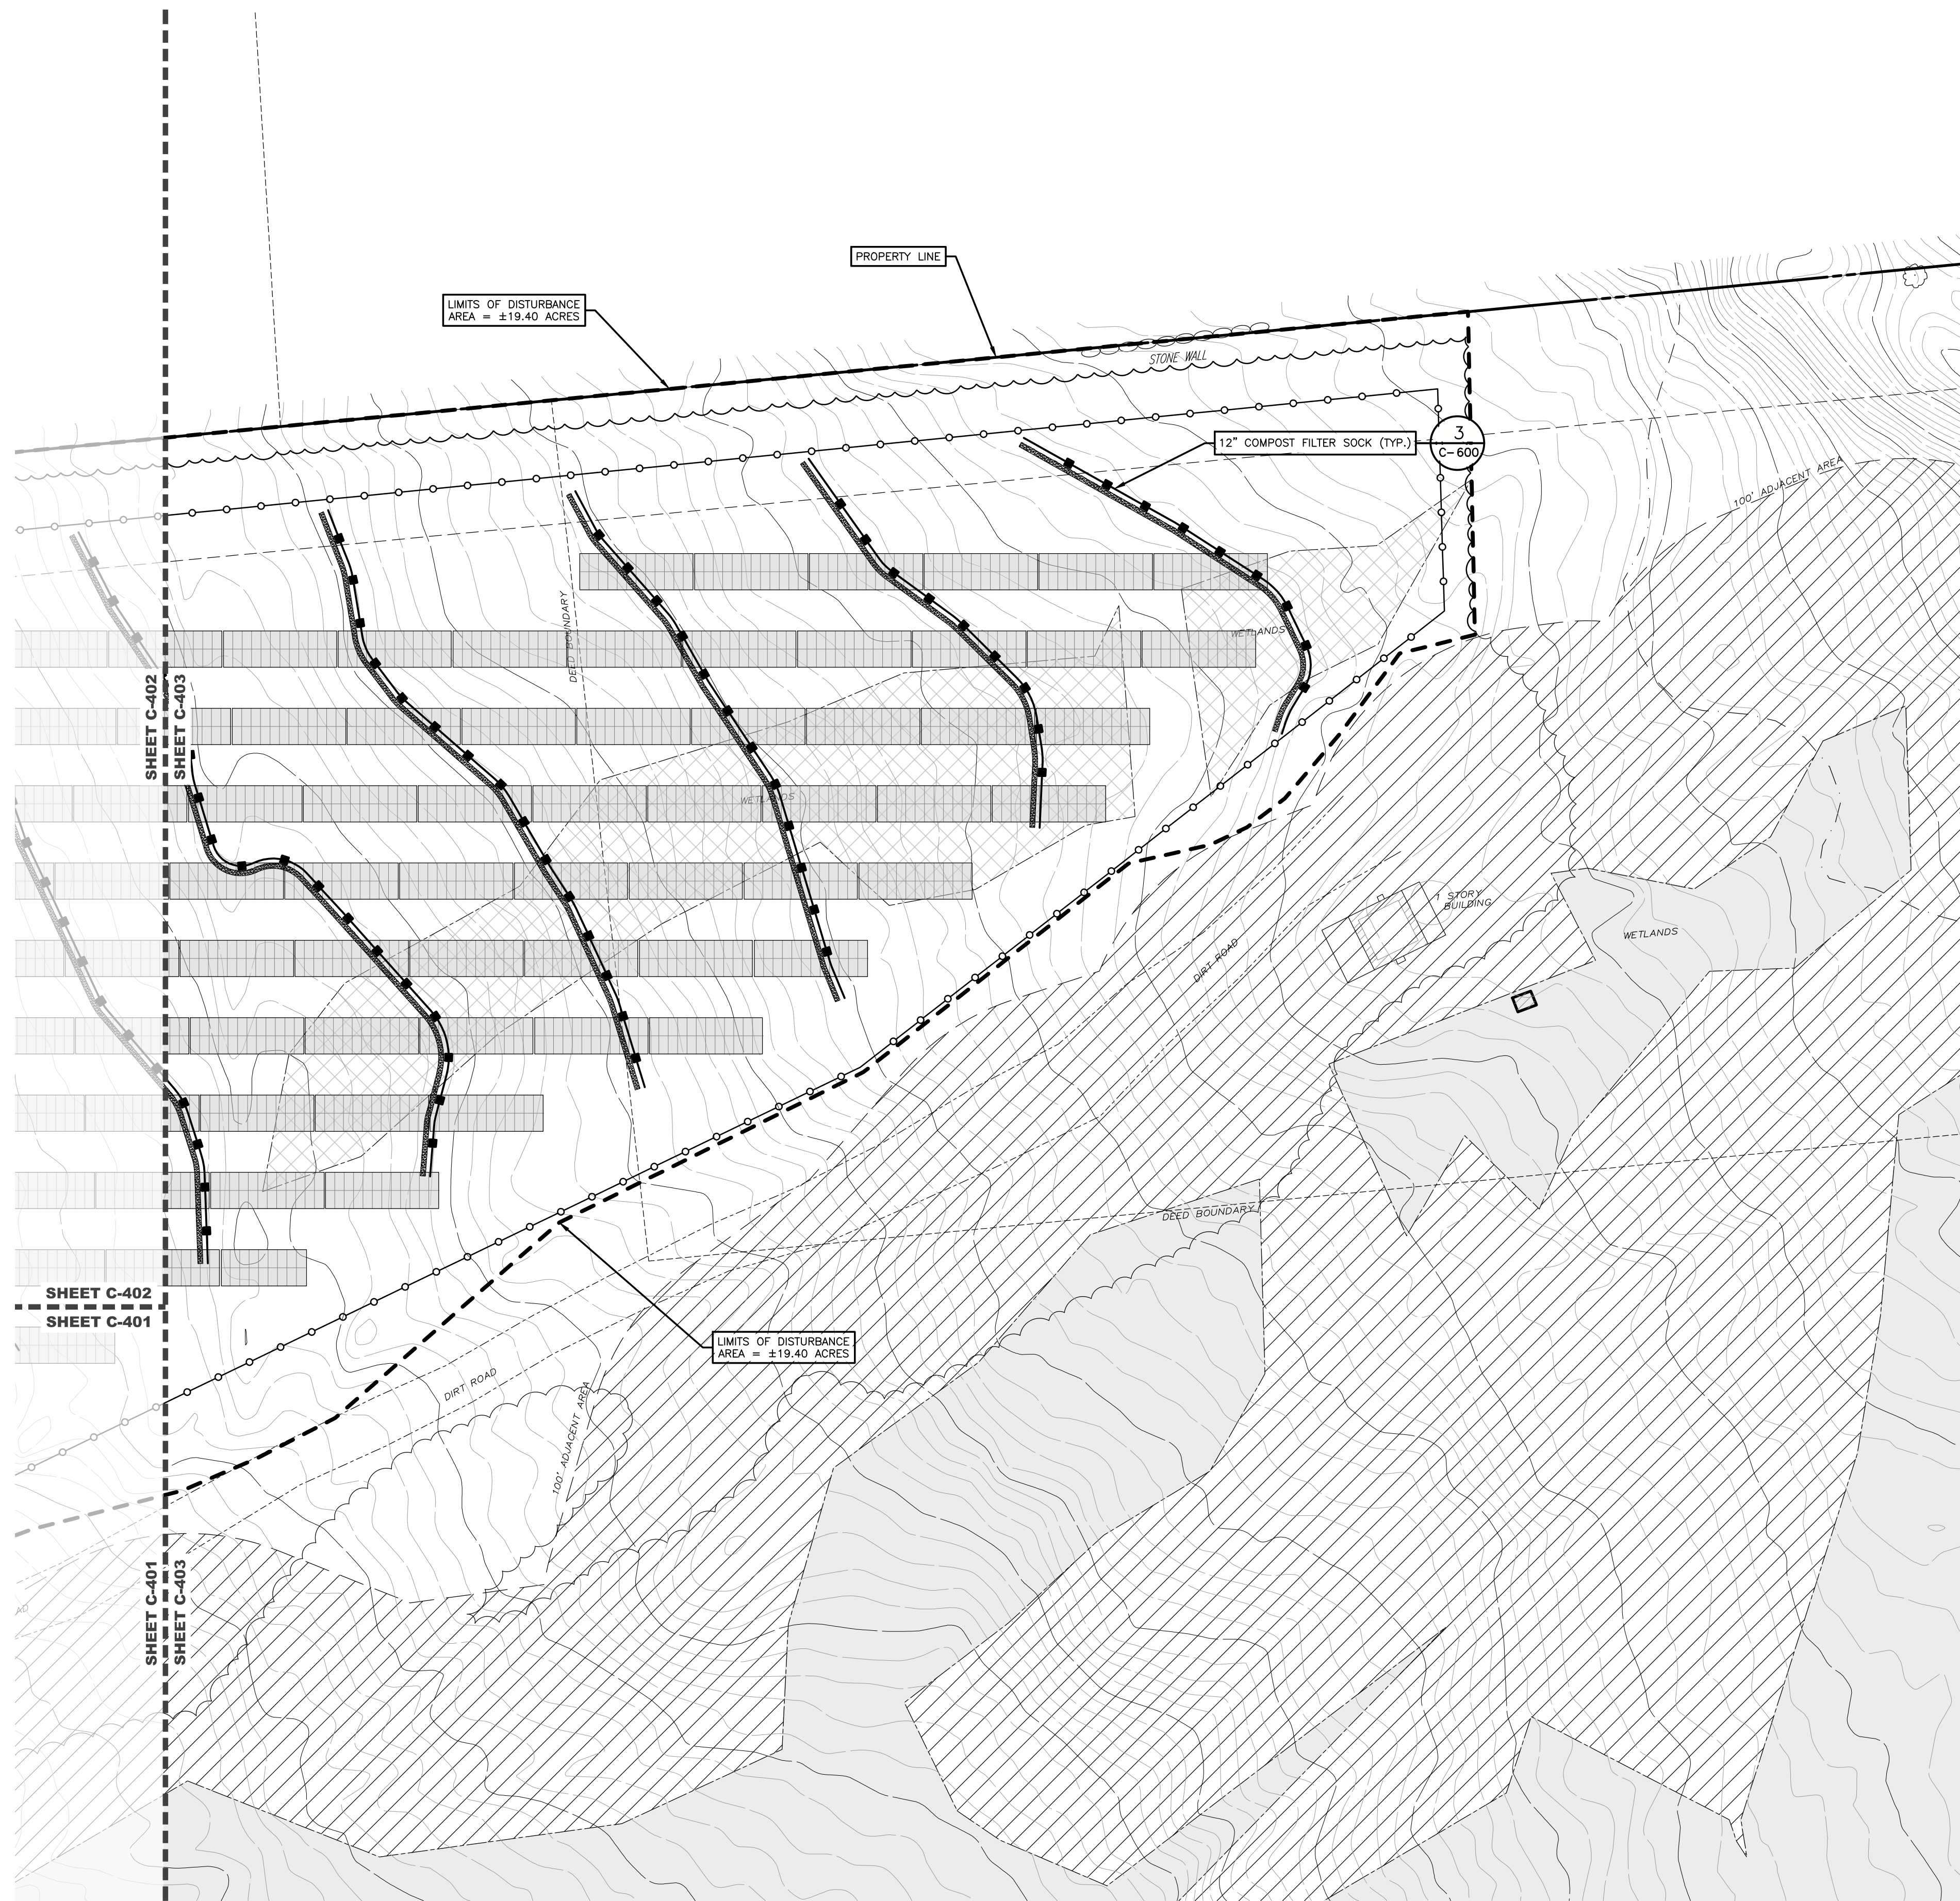 PROPERTY LINE
LIMITS OF DISTURBANCE
AREA = ±19.40 ACRES
STONE WALL
12" COMPOST FILTER SOCK (TYP.)
3
C-600
100' ADJACENT AREA
DEED BOUNDARY
WETLANDS
SHEET C-402
SHEET C-403
WETLANDS
1 STORY
BUILDING
WETLANDS
DIRT ROAD
DEED BOUNDARY
SHEET C-402
SHEET C-401
LIMITS OF DISTURBANCE
AREA = ±19.40 ACRES
DIRT ROAD
100' ADJACENT AREA
SHEET C-401
SHEET C-403
AD